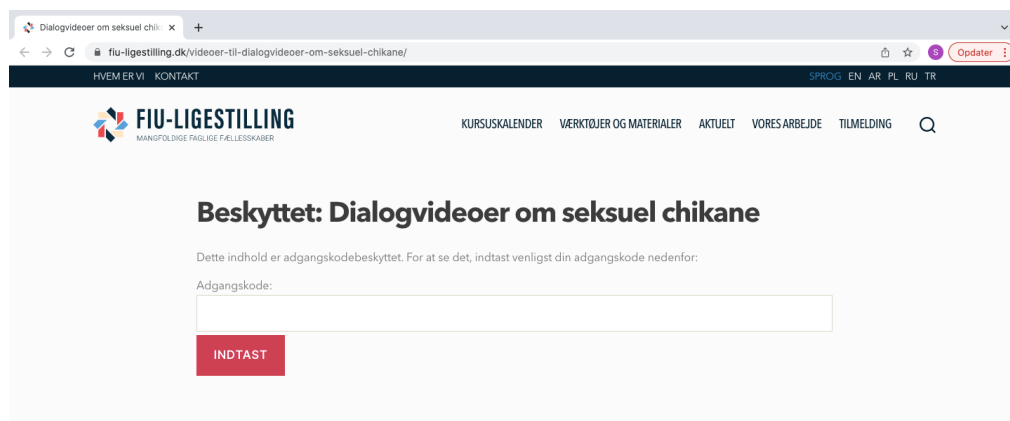 Dialogvideoer om seksuel chik
fiu-ligestilling.dk/videoer-til-dialogvideoer-om-seksuel-chikane/
S
Opdater
HVEM ER VI KONTAKT
SPROG EN AR PL RU TR
FIU-LIGESTILLING
MANGFOLDIGE FAGLIGE FÆLLESSKABER
KURSUSKALENDER VÆRKTØJER OG MATERIALER AKTUELT VORES ARBEJDE TILMELDING
Beskyttet: Dialogvideoer om seksuel chikane
Dette indhold er adgangskodebeskyttet. For at se det, indtast venligst din adgangskode nedenfor:
Adgangskode:
INDTAST